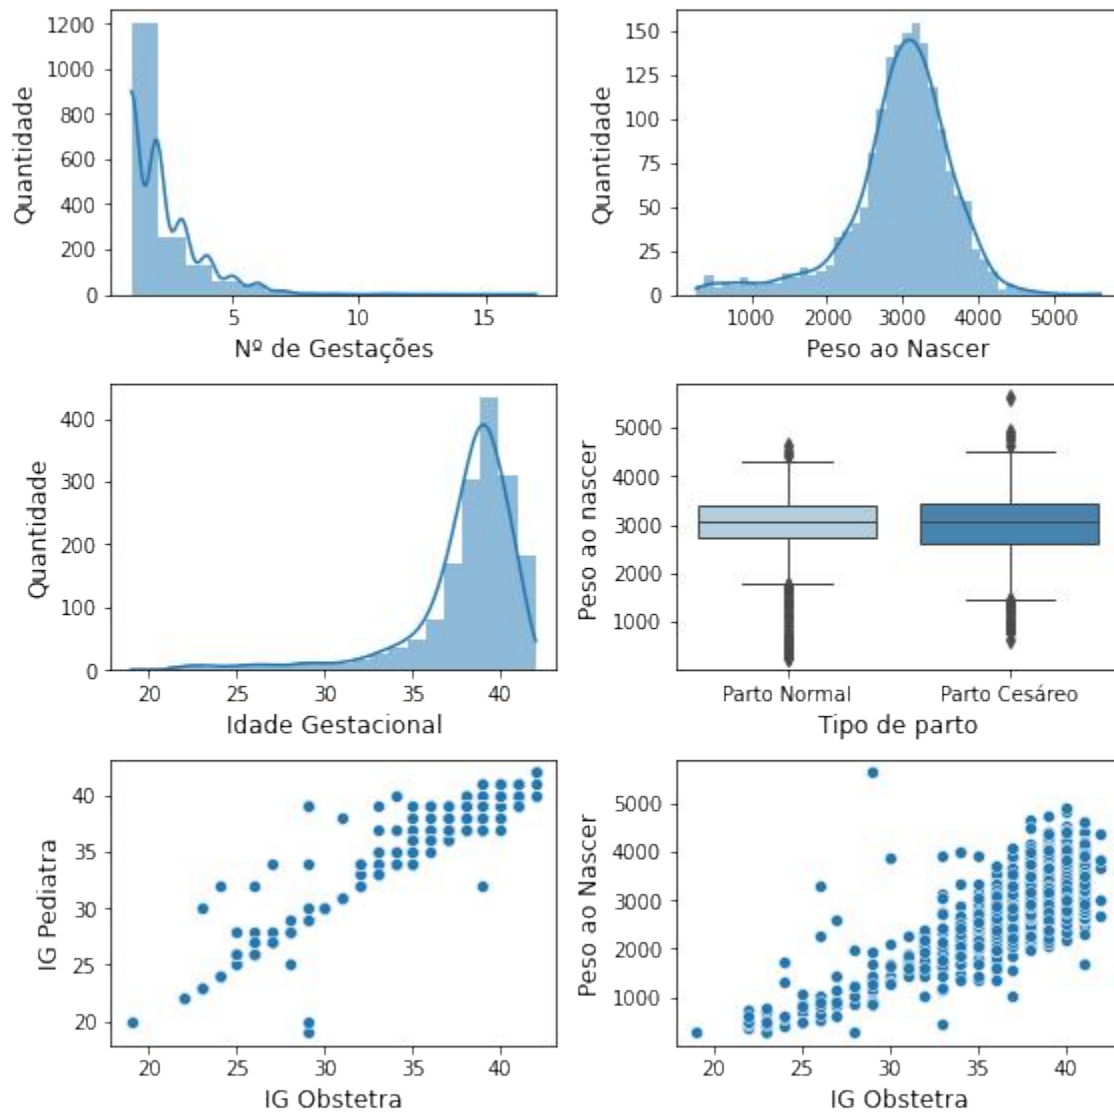 1200
1000
800
600
400
200
0
Quantidade
5 10 15
Nº de Gestações
150
125
100
75
50
25
0
Quantidade
1000 2000 3000 4000 5000
Peso ao Nascer
400
300
200
100
0
Quantidade
20 25 30 35 40
Idade Gestacional
5000
4000
3000
2000
1000
Peso ao nascer
Parto Normal Parto Cesáreo
Tipo de parto
40
35
30
25
20
IG Pediatra
20 25 30 35 40
IG Obstetra
5000
4000
3000
2000
1000
Peso ao Nascer
20 25 30 35 40
IG Obstetra